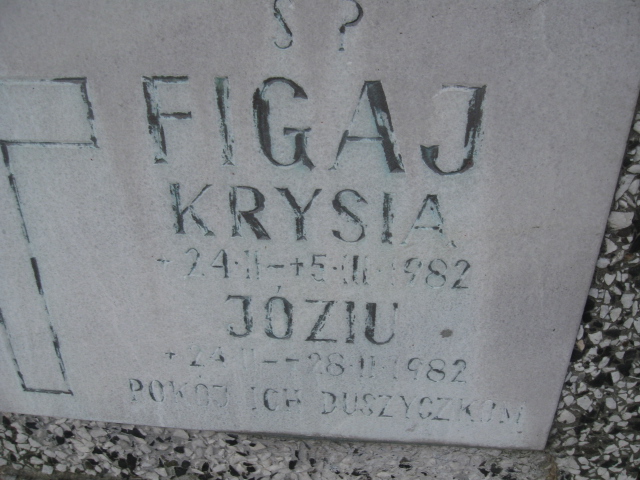 Ś P
FIGAJ
KRYSIA
*24·II–+5·III·1982
JÓZIU
*24·II–+28·II·1982
POKÓJ ICH DUSZYCZKOM